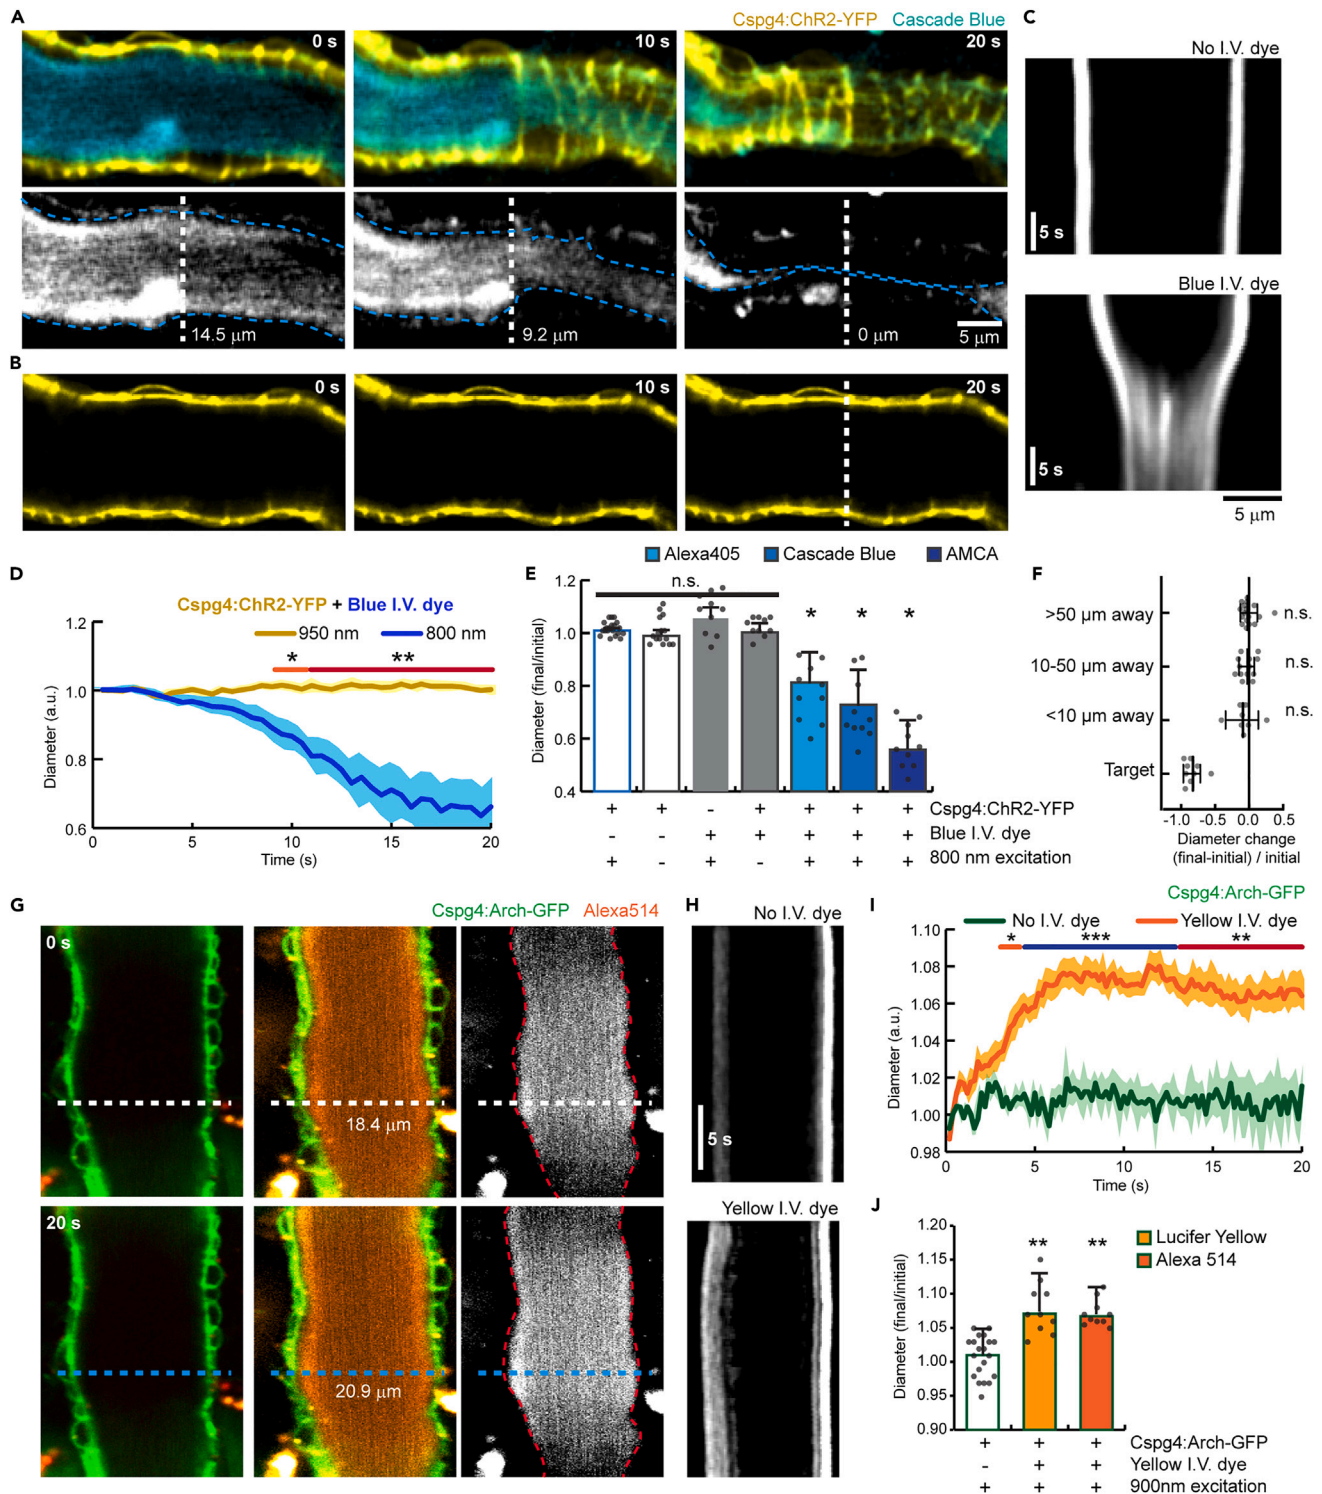 A
Cspg4:ChR2-YFP Cascade Blue
0 s
10 s
20 s
14.5 μm
9.2 μm
0 μm
5 μm
B
0 s
10 s
20 s
C
No I.V. dye
5 s
Blue I.V. dye
5 s
5 μm
D
Cspg4:ChR2-YFP + Blue I.V. dye
950 nm 800 nm
* **
Diameter (a.u.)
1.0
0.8
0.6
0 5 10 15 20
Time (s)
Alexa405 Cascade Blue AMCA
E
n.s.
* * *
Diameter (final/initial)
1.2
1.0
0.8
0.6
0.4
+ + - + + + + Cspg4:ChR2-YFP
- - + + + + + Blue I.V. dye
+ - + - + + + 800 nm excitation
F
>50 μm away n.s.
10-50 μm away n.s.
<10 μm away n.s.
Target
-1.0 -0.5 0.0 0.5
Diameter change
(final-initial) / initial
G
Cspg4:Arch-GFP Alexa514
0 s
18.4 μm
20 s
20.9 μm
H
No I.V. dye
5 s
Yellow I.V. dye
I
Cspg4:Arch-GFP
No I.V. dye Yellow I.V. dye
* *** **
Diameter (a.u.)
1.10
1.08
1.06
1.04
1.02
1.00
0.98
0 5 10 15 20
Time (s)
J
Lucifer Yellow
Alexa 514
** **
Diameter (final/initial)
1.20
1.15
1.10
1.05
1.00
0.95
0.90
+ + + Cspg4:Arch-GFP
- + + Yellow I.V. dye
+ + + 900nm excitation